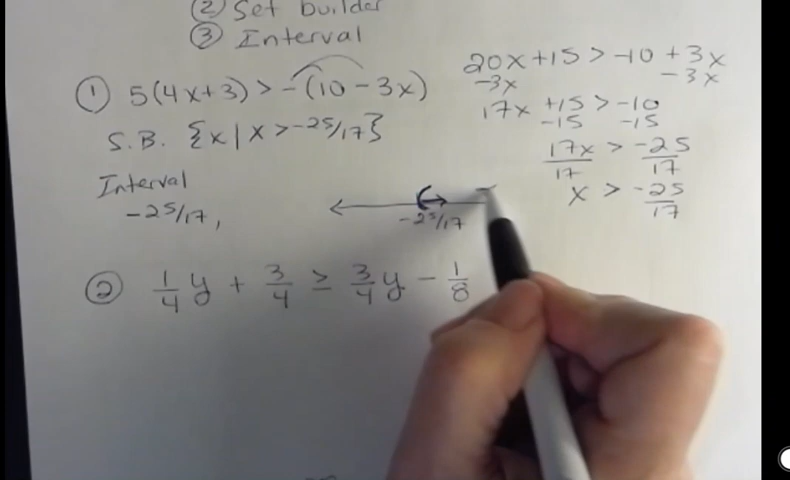 ② Set builder
③ Interval
① 5(4x+3) > -(10-3x)
20x+15 > -10+3x
-3x -3x
17x+15 > -10
-15 -15
17x > -25
17 17
x > -25/17
S.B. {x | x > -25/17}
Interval
-25/17,
-25/17
② 1/4 y + 3/4 ≥ 3/4 y - 1/8